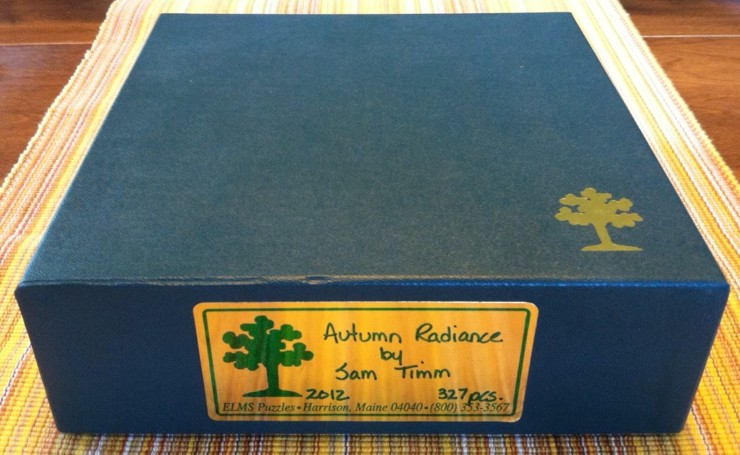 Autumn Radiance
by
Sam Timm
2012 327 pcs.
ELMS Puzzles • Harrison, Maine 04040 • (800) 353-3567